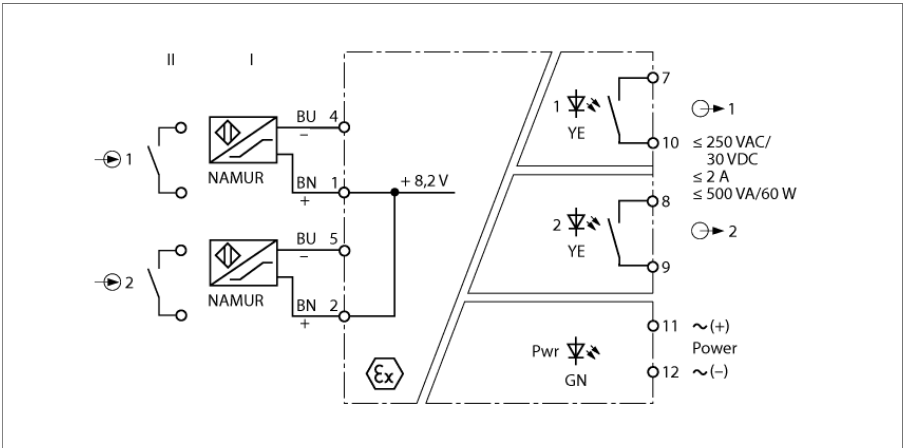 II I
BU 4
–
1
NAMUR
BN 1
+
+ 8,2 V
BU 5
–
2
NAMUR
BN 2
+
Ex
7
1
YE
1
10
≤ 250 VAC/
30 VDC
≤ 2 A
≤ 500 VA/60 W
8
2
YE
2
9
11 ~(+)
Pwr
Power
GN
12 ~(–)